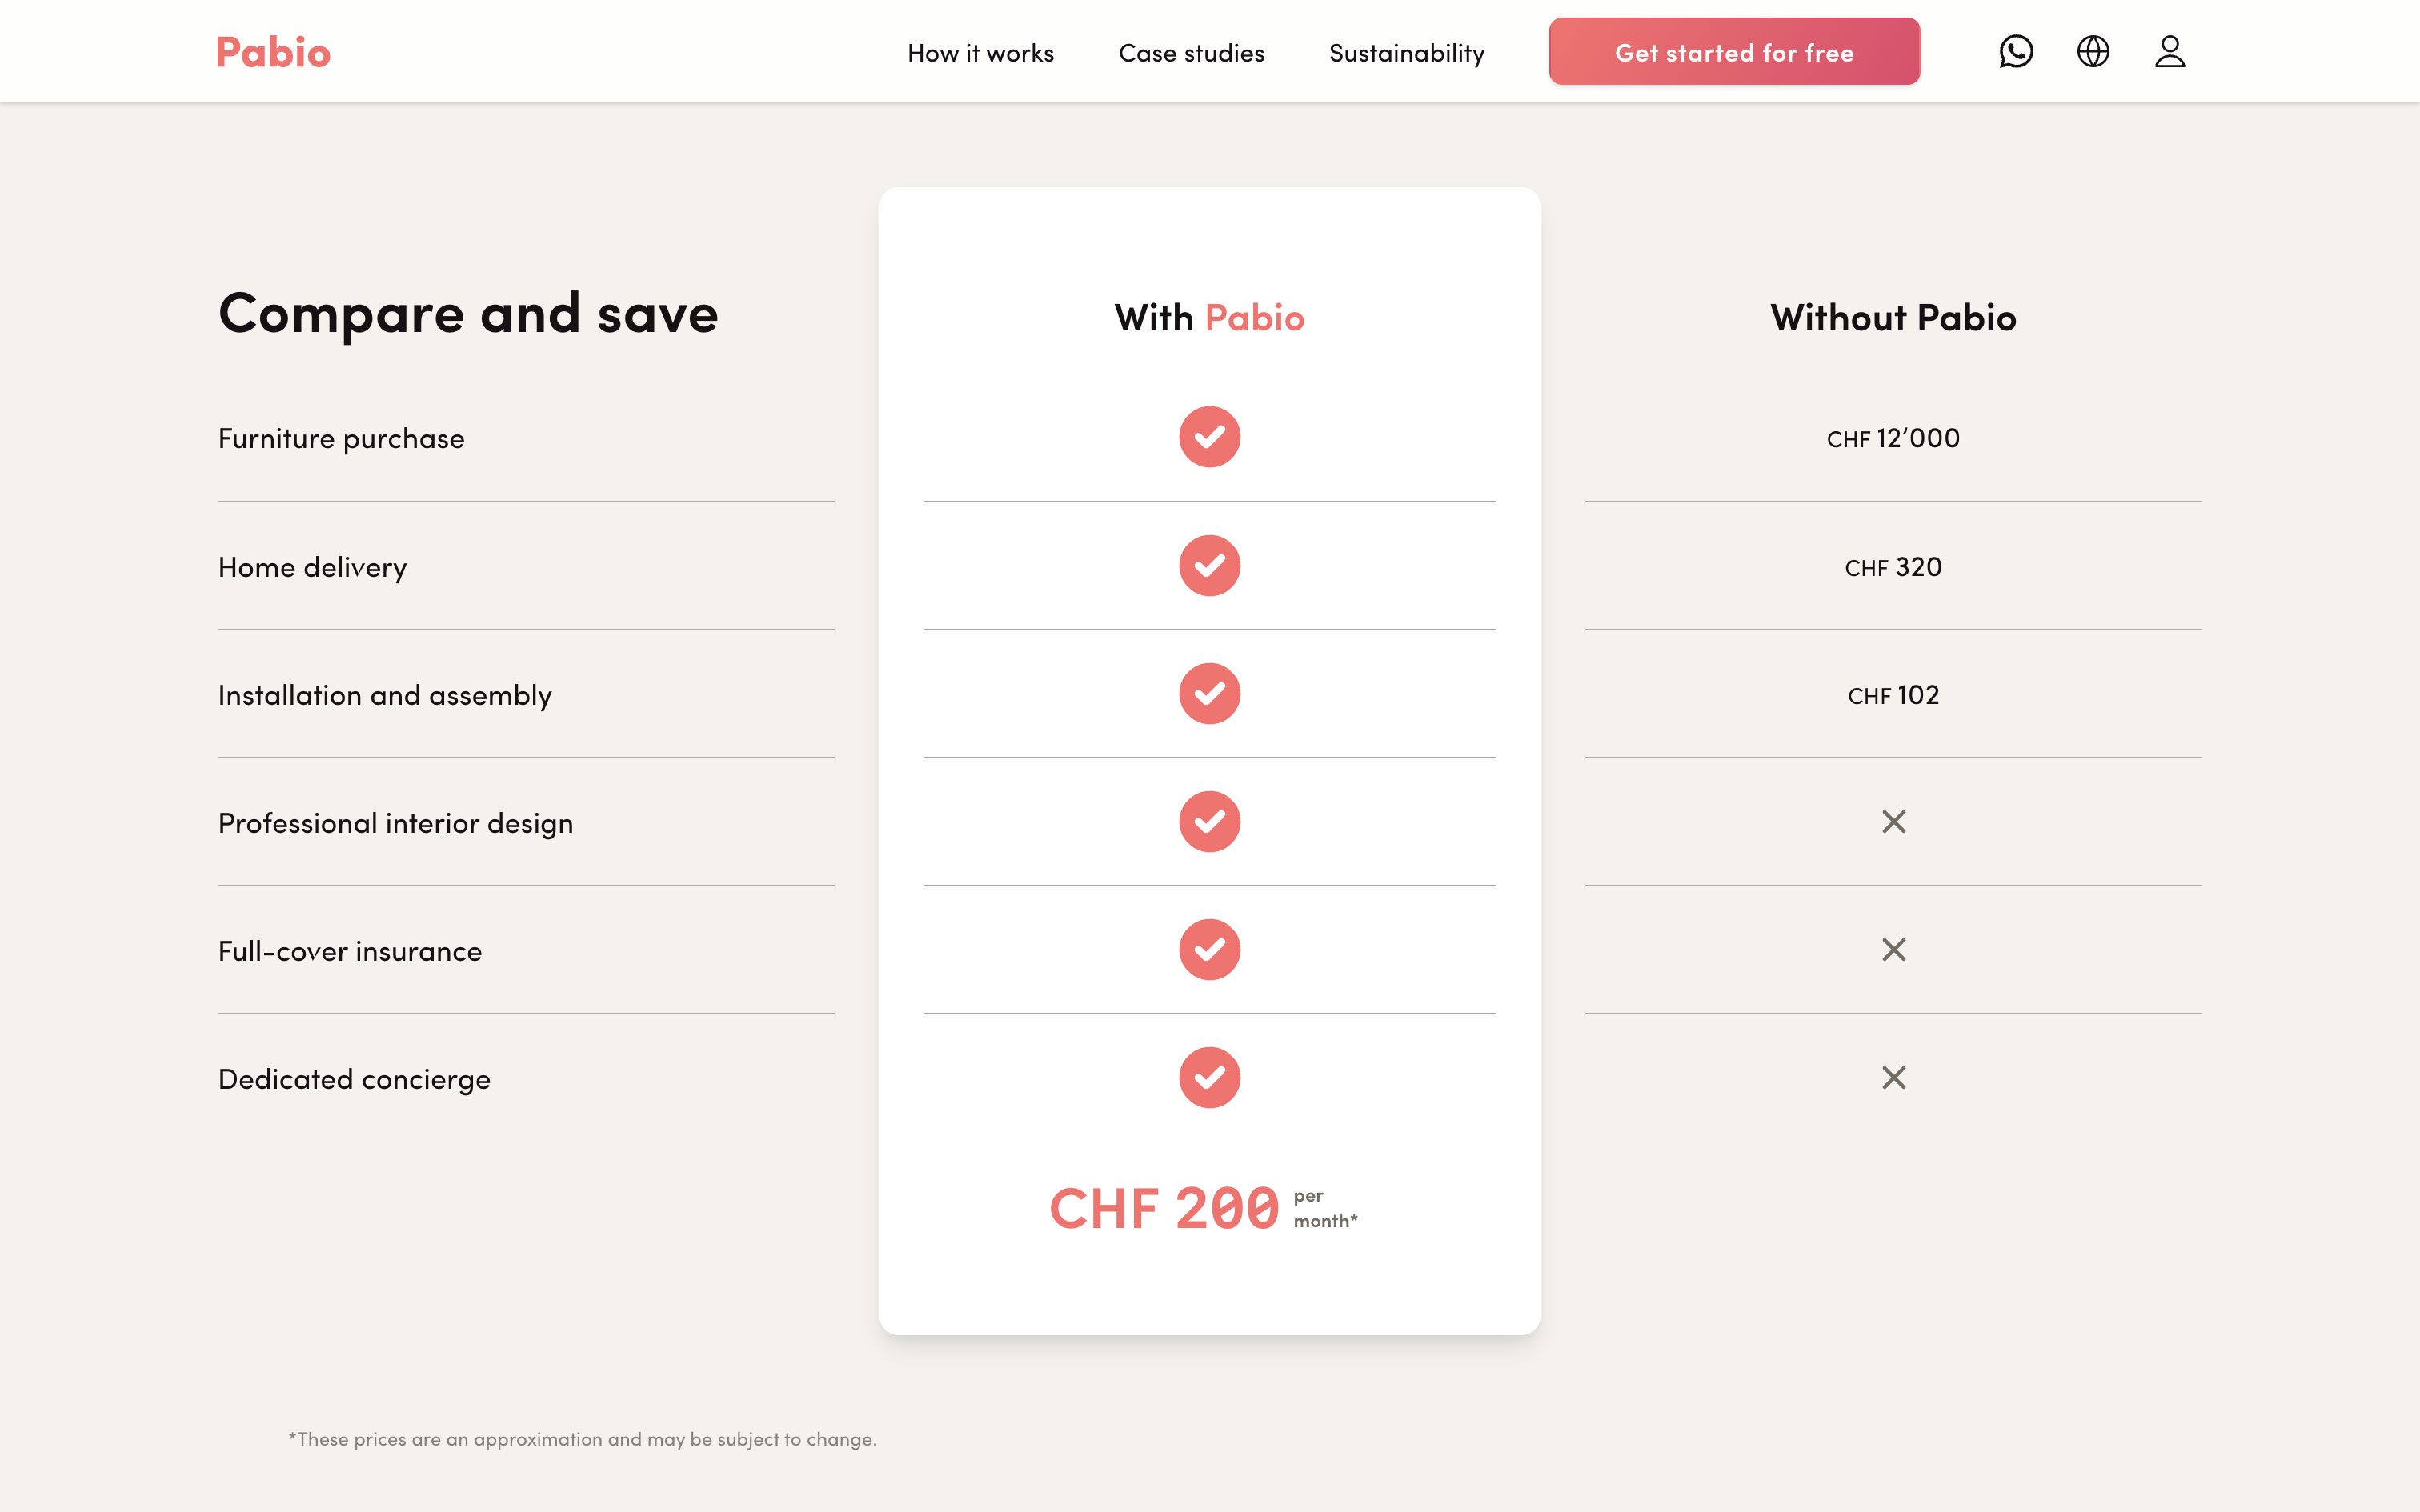 Pabio
How it works
Case studies
Sustainability
Get started for free
Compare and save
With Pabio
Without Pabio
Furniture purchase
CHF 12’000
Home delivery
CHF 320
Installation and assembly
CHF 102
Professional interior design
Full-cover insurance
Dedicated concierge
CHF 200 per
month*
*These prices are an approximation and may be subject to change.